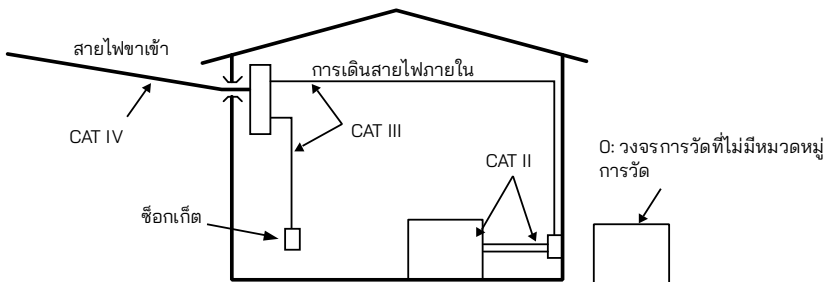 สายไฟขาเข้า
การเดินสายไฟภายใน
CAT IV
CAT III
CAT II
O: วงจรการวัดที่ไม่มีหมวดหมู่
การวัด
ซ็อกเก็ต